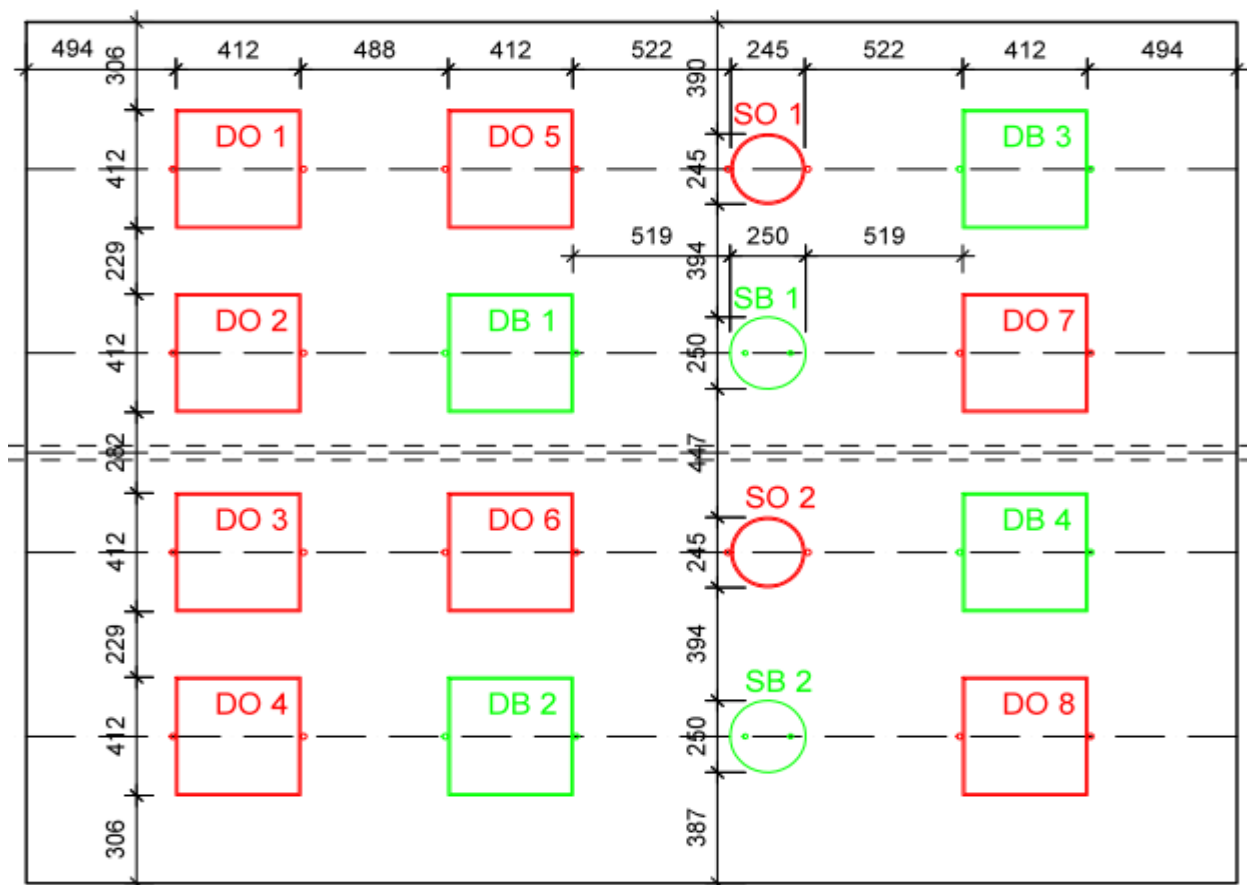 494 412 488 412 522 245 522 412 494
306 390
DO 1 DO 5 SO 1 DB 3
412 245
229 394 519 250 519
DO 2 DB 1 SB 1 DO 7
412 250
282 447
DO 3 DO 6 SO 2 DB 4
412 245
229 394
DO 4 DB 2 SB 2 DO 8
412 250
306 387